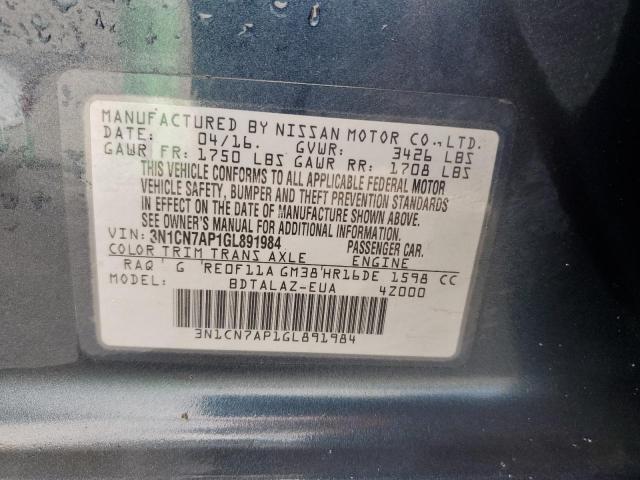 MANUFACTURED BY NISSAN MOTOR CO., LTD.
DATE: 04/16. GVWR: 3426 LBS
GAWR FR: 1750 LBS GAWR RR: 1708 LBS
THIS VEHICLE CONFORMS TO ALL APPLICABLE FEDERAL MOTOR
VEHICLE SAFETY, BUMPER AND THEFT PREVENTION STANDARDS
IN EFFECT ON THE DATE OF MANUFACTURE SHOWN ABOVE.
SEE OWNER'S MANUAL FOR ADDITIONAL INFORMATION.
VIN: 3N1CN7AP1GL891984 PASSENGER CAR.
COLOR TRIM TRANS AXLE ENGINE
RAQ G RE0F11A GM38 HR16DE 1598 CC
BDTALAZ-EUA 4Z000
3N1CN7AP1GL891984